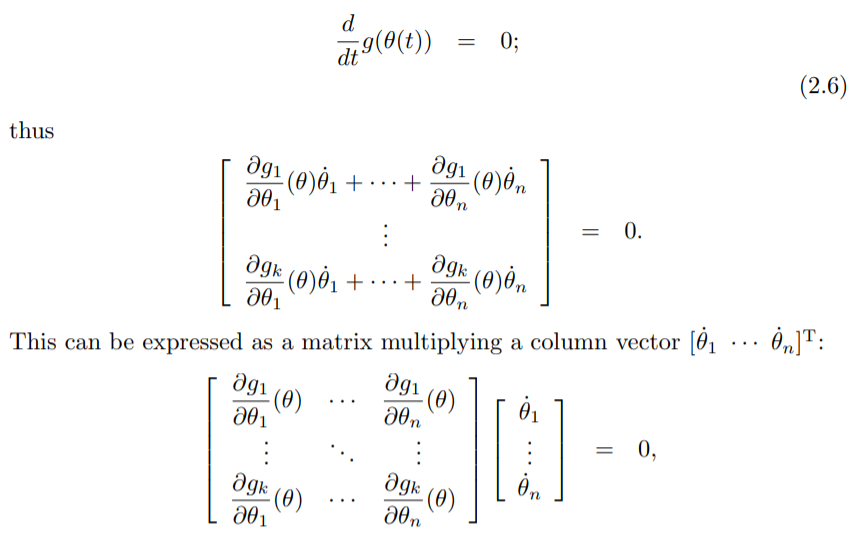 \frac{d}{dt} g(\theta(t)) = 0;
(2.6)
thus
\begin{bmatrix} \frac{\partial g_1}{\partial \theta_1}(\theta)\dot{\theta}_1 + \cdots + \frac{\partial g_1}{\partial \theta_n}(\theta)\dot{\theta}_n \\ \vdots \\ \frac{\partial g_k}{\partial \theta_1}(\theta)\dot{\theta}_1 + \cdots + \frac{\partial g_k}{\partial \theta_n}(\theta)\dot{\theta}_n \end{bmatrix} = 0.
This can be expressed as a matrix multiplying a column vector [\dot{\theta}_1 \cdots \dot{\theta}_n]^{\mathrm{T}}:
\begin{bmatrix} \frac{\partial g_1}{\partial \theta_1}(\theta) & \cdots & \frac{\partial g_1}{\partial \theta_n}(\theta) \\ \vdots & \ddots & \vdots \\ \frac{\partial g_k}{\partial \theta_1}(\theta) & \cdots & \frac{\partial g_k}{\partial \theta_n}(\theta) \end{bmatrix} \begin{bmatrix} \dot{\theta}_1 \\ \vdots \\ \dot{\theta}_n \end{bmatrix} = 0,